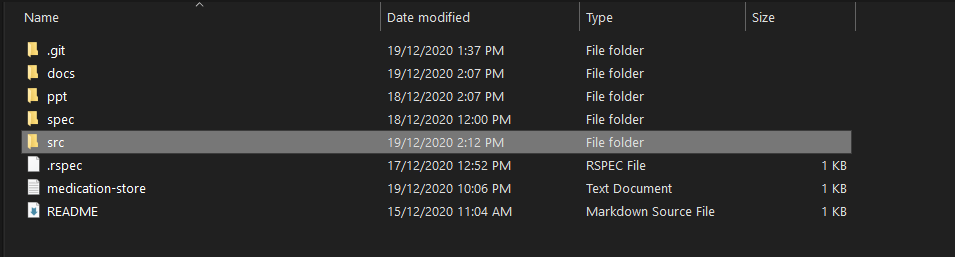 Name Date modified Type Size
.git 19/12/2020 1:37 PM File folder
docs 19/12/2020 2:07 PM File folder
ppt 18/12/2020 2:07 PM File folder
spec 18/12/2020 12:00 PM File folder
src 19/12/2020 2:12 PM File folder
.rspec 17/12/2020 12:52 PM RSPEC File 1 KB
medication-store 19/12/2020 10:06 PM Text Document 1 KB
README 15/12/2020 11:04 AM Markdown Source File 1 KB